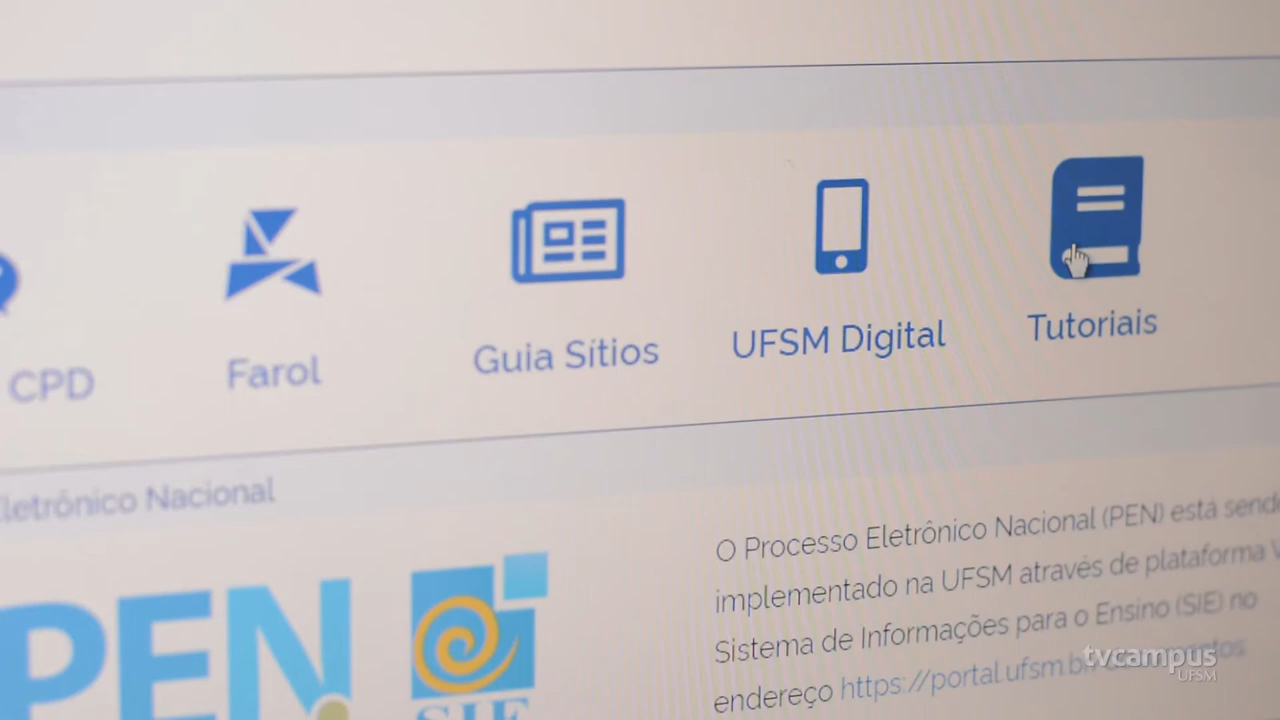 CPD
Farol
Guia Sítios
UFSM Digital
Tutoriais
Eletrônico Nacional
PEN
SIE
O Processo Eletrônico Nacional (PEN) está sendo
implementado na UFSM através de plataforma
Sistema de Informações para o Ensino (SIE) no
endereço https://portal.ufsm.br
tvcampus
UFSM